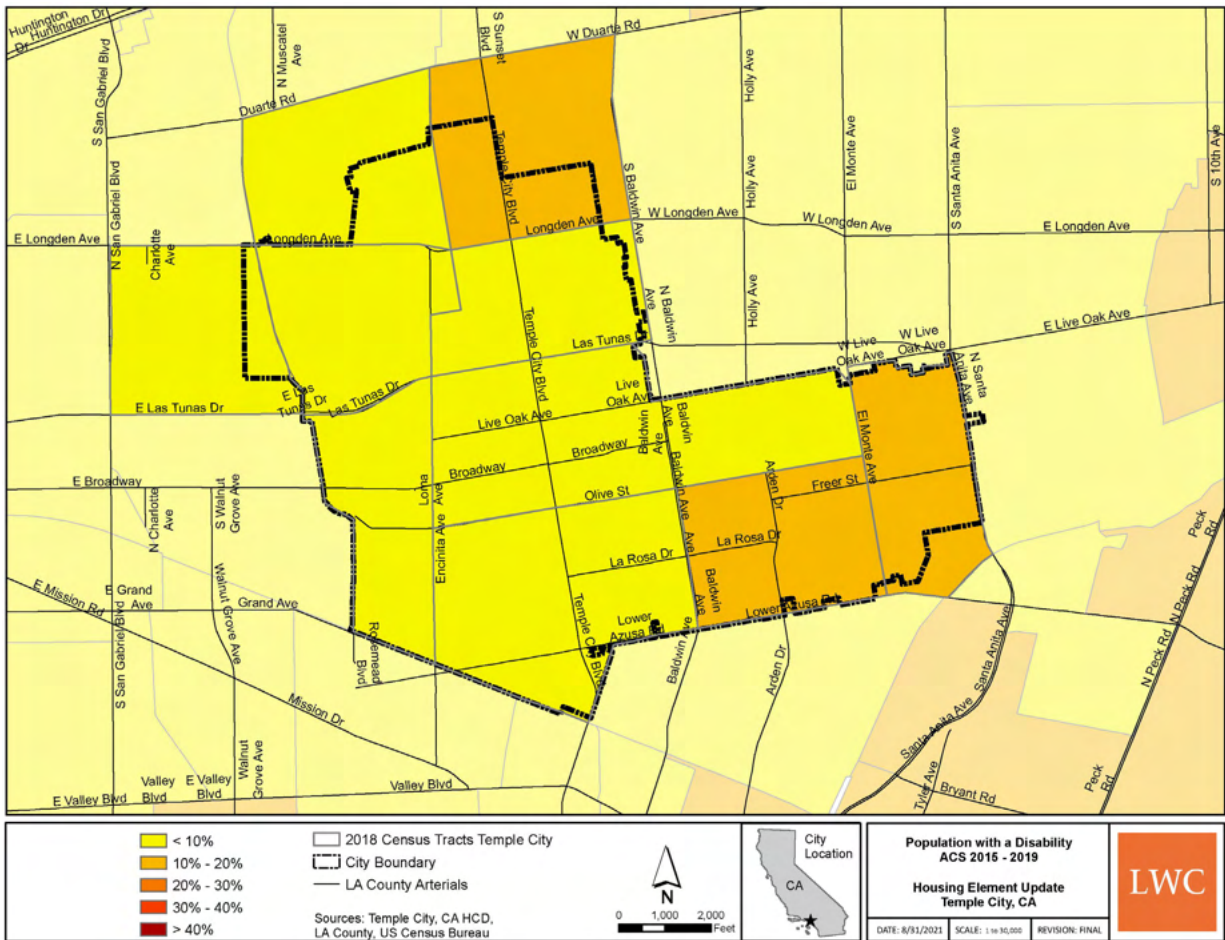 Huntington
Dr
Huntington Dr
S San Gabriel Blvd
N Muscatel
Ave
S Sunset
Blvd
W Duarte Rd
Duarte Rd
Holly Ave
El Monte Ave
S Santa Anita Ave
S 10th Ave
Temple City Blvd
S Baldwin Ave
Holly Ave
N San Gabriel Blvd
E Longden Ave
Charlotte
Ave
Longden Ave
Longden Ave
W Longden Ave
W Longden Ave
E Longden Ave
Ave
N Baldwin
Holly Ave
Temple City Blvd
Las Tunas
W Live
Oak Ave
W Live
Oak Ave
E Live Oak Ave
N Santa
Anita Ave
E Las Tunas Dr
E Las
Tunas Dr
Las Tunas Dr
Live
Oak Ave
Live Oak Ave
Baldwin
Ave
Baldwin
Ave
Broadway
Broadway
El Monte Ave
E Broadway
N Charlotte
Ave
S Walnut
Grove Ave
Loma
Ave
Encinita Ave
Olive St
Baldwin Ave
Arden Dr
Freer St
Peck
Rd
La Rosa Dr
La Rosa Dr
Ave
E Mission Rd
E Grand
Ave
Grand Ave
Walnut Grove Ave
S San Gabriel Blvd
Rosemead
Blvd
Temple City Blvd
Lower
Azusa Rd
Baldwin
Ave
Lower Azusa Rd
Baldwin Ave
Arden Dr
Santa Anita Ave
Santa Anita Ave
N Peck Rd
N Peck Rd
Mission Dr
Walnut
Grove Ave
Valley
Blvd
E Valley
Blvd
E Valley Blvd
Valley Blvd
Tyler Ave
Bryant Rd
Peck
Rd
< 10%
10% - 20%
20% - 30%
30% - 40%
> 40%
2018 Census Tracts Temple City
City Boundary
LA County Arterials
Sources: Temple City, CA HCD,
LA County, US Census Bureau
N
0 1,000 2,000
Feet
City
Location
CA
Population with a Disability
ACS 2015 - 2019
Housing Element Update
Temple City, CA
DATE: 8/31/2021 SCALE: 1 to 30,000 REVISION: FINAL
LWC